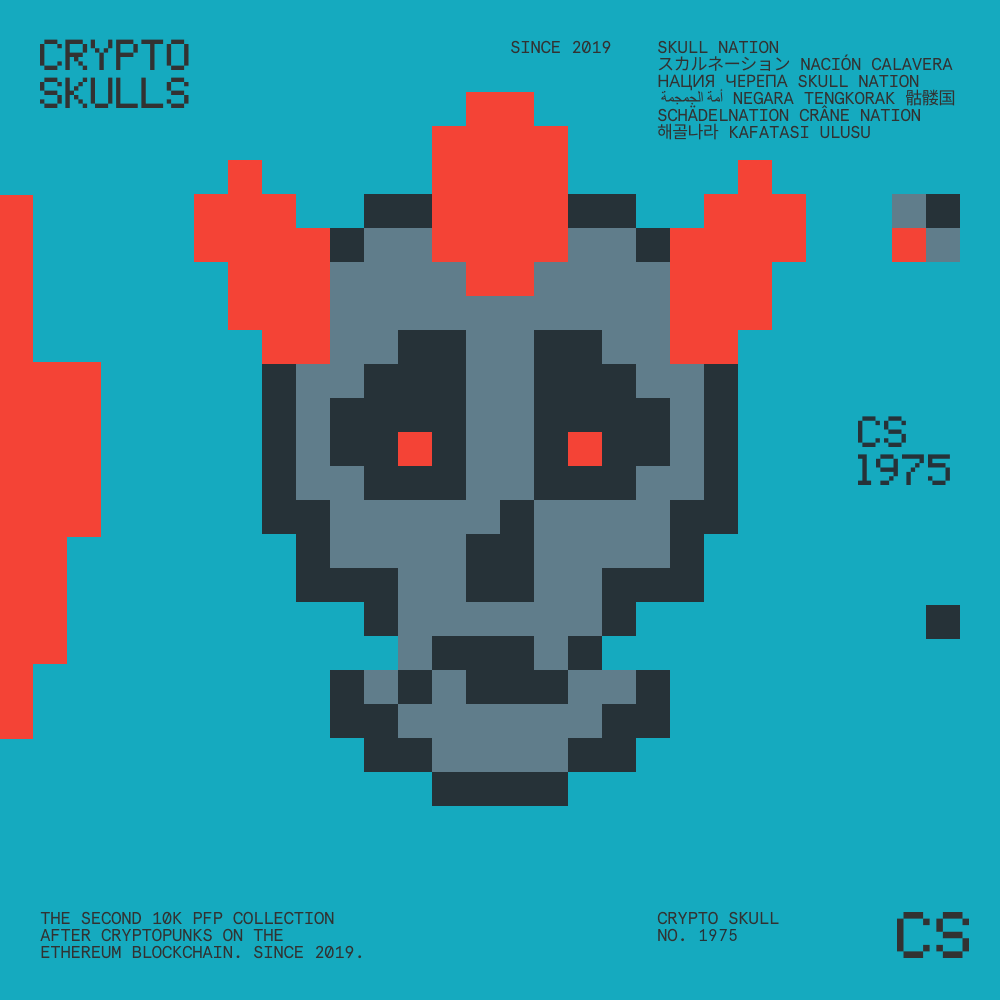 CRYPTO
SKULLS
SINCE 2019
SKULL NATION
スカルネーション NACIÓN CALAVERA
НАЦИЯ ЧЕРЕПА SKULL NATION
أمة الجمجمة NEGARA TENGKORAK 骷髅国
SCHÄDELNATION CRÂNE NATION
해골나라 KAFATASI ULUSU
CS
1975
THE SECOND 10K PFP COLLECTION
AFTER CRYPTOPUNKS ON THE
ETHEREUM BLOCKCHAIN. SINCE 2019.
CRYPTO SKULL
NO. 1975
CS